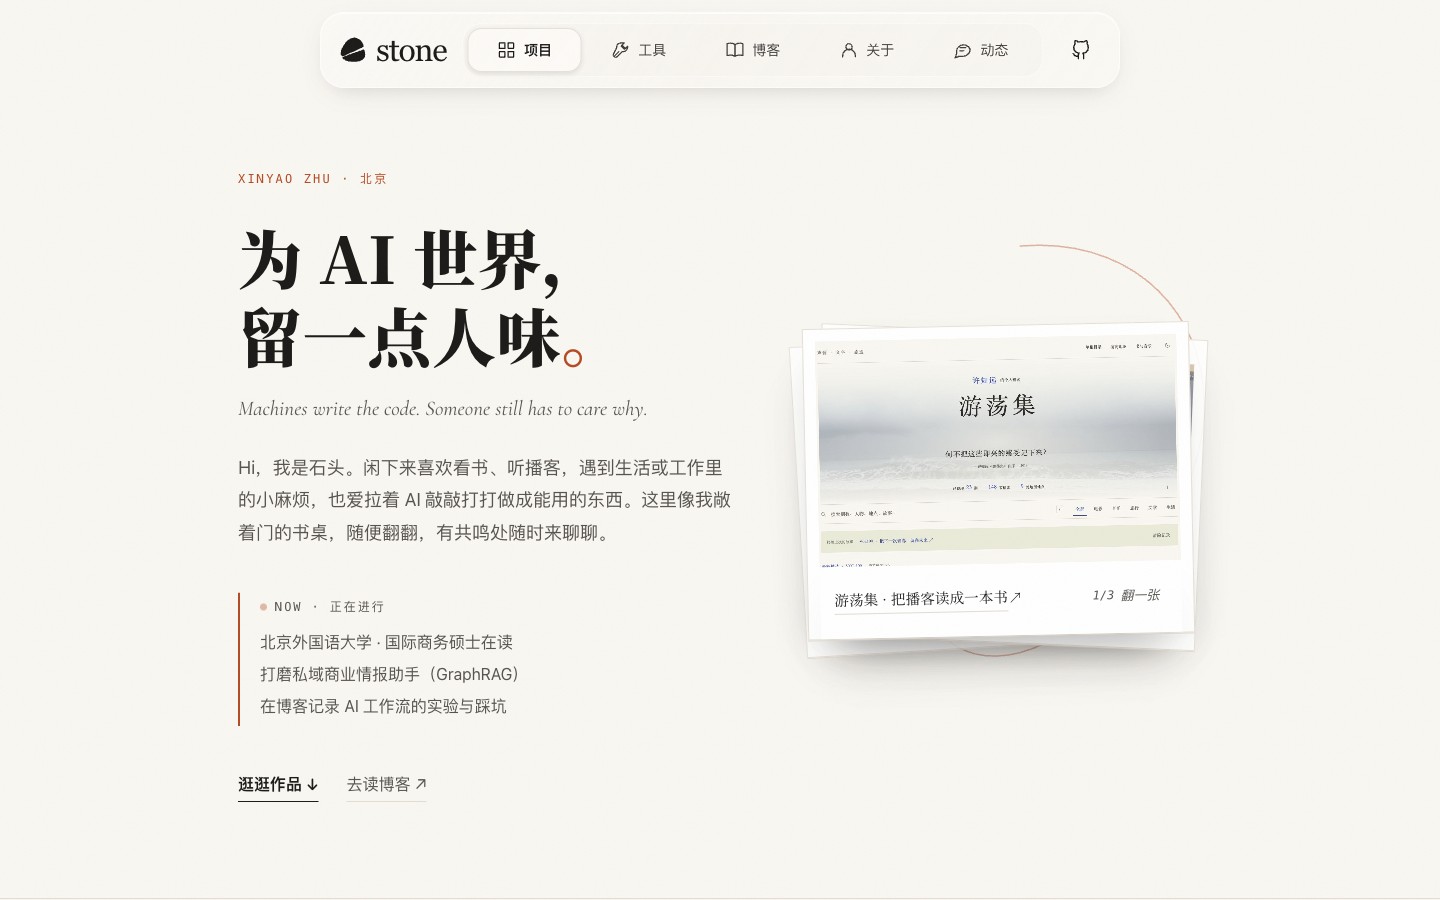 stone
项目
工具
博客
关于
动态
XINYAO ZHU · 北京
为 AI 世界,
留一点人味。
Machines write the code. Someone still has to care why.
Hi，我是石头。闲下来喜欢看书、听播客，遇到生活或工作里
的小麻烦，也爱拉着 AI 敲敲打打做成能用的东西。这里像我敞
着门的书桌，随便翻翻，有共鸣处随时来聊聊。
NOW · 正在进行
北京外国语大学 · 国际商务硕士在读
打磨私域商业情报助手（GraphRAG）
在博客记录 AI 工作流的实验与踩坑
逛逛作品 ↓
去读博客 ↗
许知远
游荡集
游荡集 · 把播客读成一本书↗
1/3 翻一张